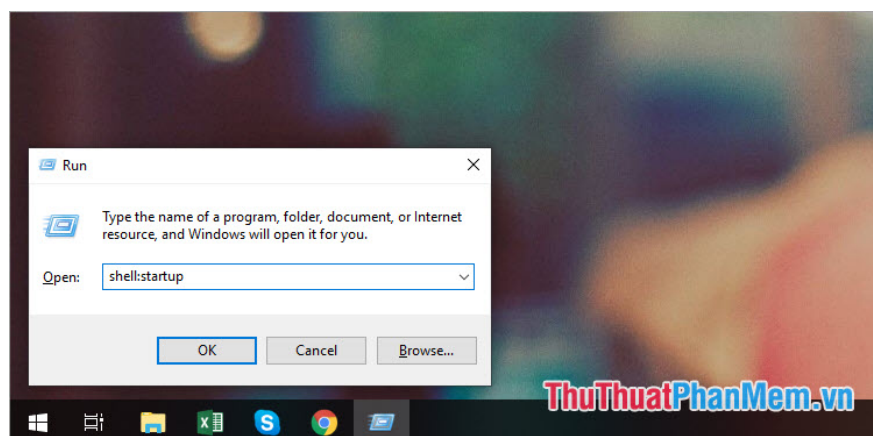 Run
Type the name of a program, folder, document, or Internet
resource, and Windows will open it for you.
Open:
shell:startup
OK
Cancel
Browse...
ThuThuatPhanMem.vn